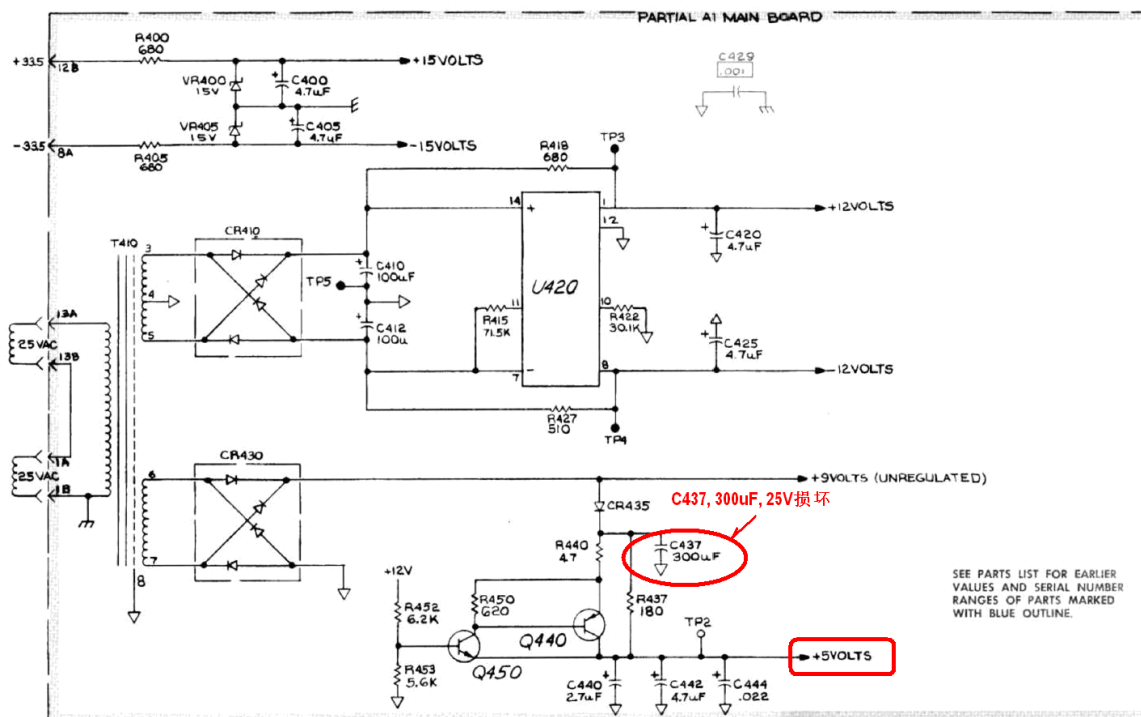 PARTIAL A1 MAIN BOARD
R400
680
+33.5
12B
+15VOLTS
VR400
15V
C400
4.7uF
VR405
15V
C405
4.7uF
-33.5
8A
R405
680
-15VOLTS
C429
.001
TP3
R418
680
14
+
1
+12VOLTS
12
C420
4.7uF
CR410
T410
3
4
5
C410
100uF
TP5
U420
11
R415
71.5K
10
R422
30.1K
C412
100u
C425
4.7uF
13A
25VAC
13B
7
-
8
-12VOLTS
R427
510
TP4
1A
25VAC
1B
CR430
6
7
8
+9VOLTS (UNREGULATED)
CR435
C437, 300uF, 25V损坏
R440
47
C437
300uF
R437
180
+12V
R452
6.2K
R450
620
Q440
Q450
R453
5.6K
TP2
+5VOLTS
C440
2.7uF
C442
4.7uF
C444
.022
SEE PARTS LIST FOR EARLIER
VALUES AND SERIAL NUMBER
RANGES OF PARTS MARKED
WITH BLUE OUTLINE.